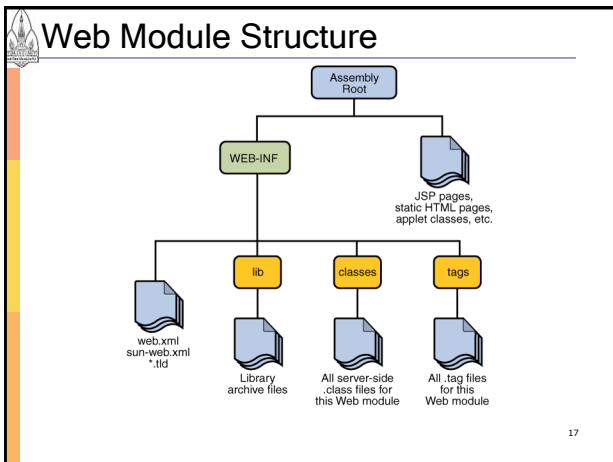 Web Module Structure
Assembly
Root
WEB-INF
JSP pages,
static HTML pages,
applet classes, etc.
lib
classes
tags
web.xml
sun-web.xml
*.tld
Library
archive files
All server-side
.class files for
this Web module
All .tag files
for this
Web module
17